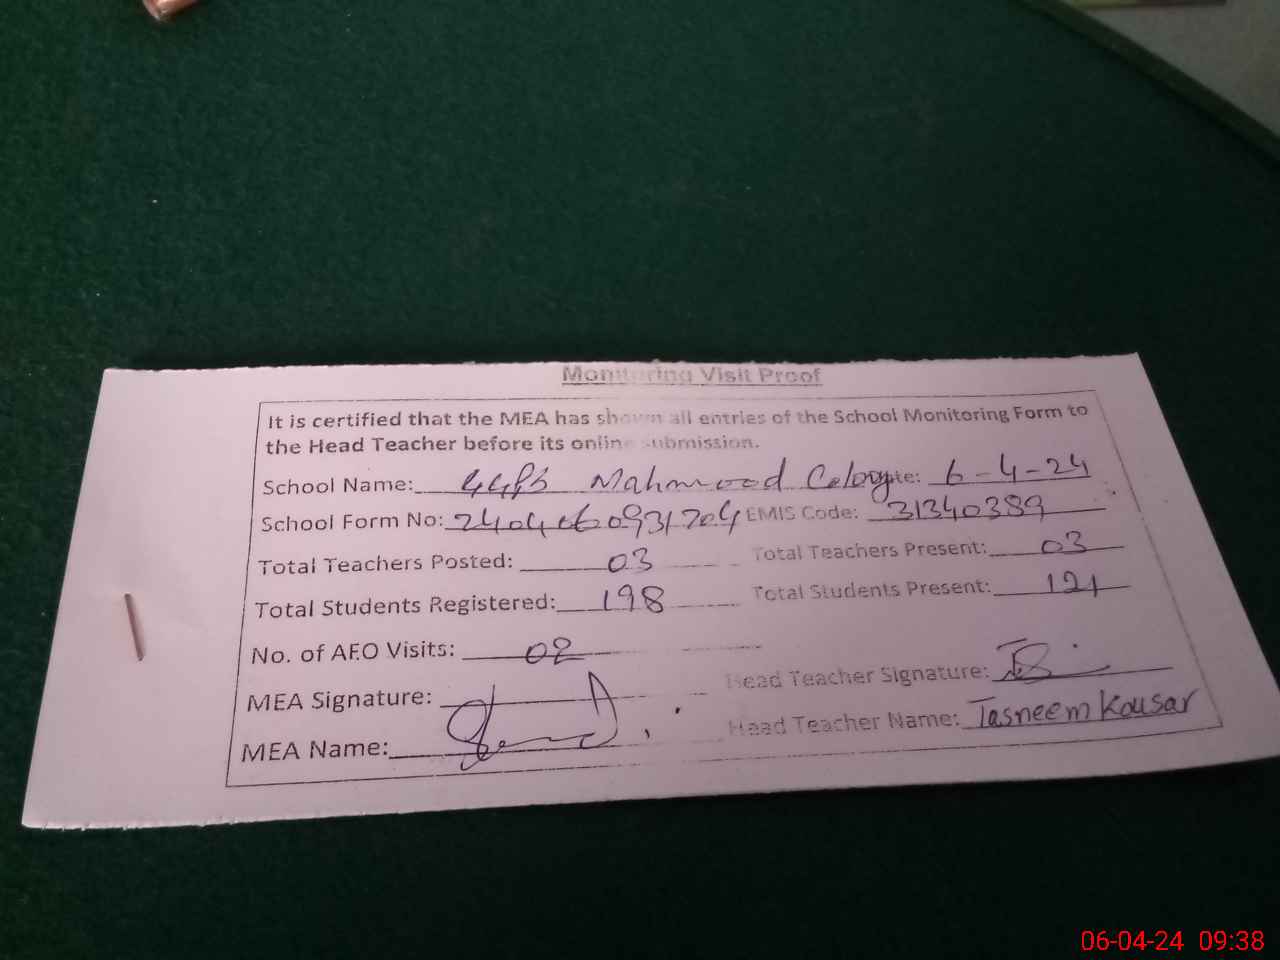 Monitoring Visit Proof
It is certified that the MEA has shown all entries of the School Monitoring Form to
the Head Teacher before its online submission.
School Name: GGPS Mahmood Colony Date: 6-4-24
School Form No: 2404060931204 EMIS Code: 31340389
Total Teachers Posted: 03 Total Teachers Present: 03
Total Students Registered: 198 Total Students Present: 121
No. of AEO Visits: 02
MEA Signature: Head Teacher Signature:
MEA Name: Head Teacher Name: Tasneem Kousar
06-04-24 09:38